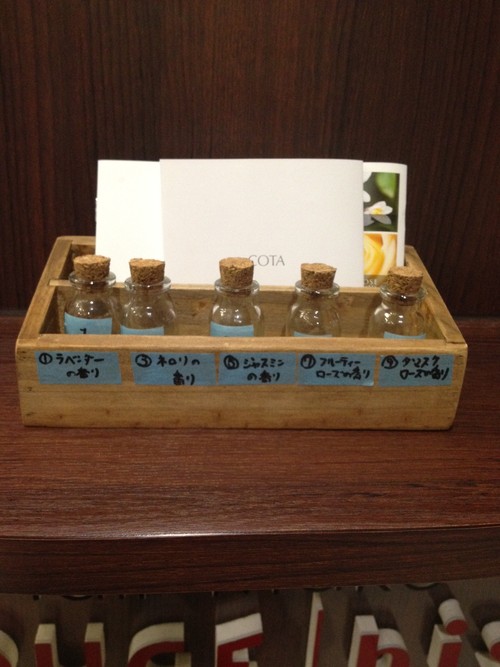 COTA
1
①ラベンダー
の香り
③ネロリの
香り
⑤ジャスミン
の香り
⑦フルーティー
ローズの香り
⑨ダマスク
ローズの香り